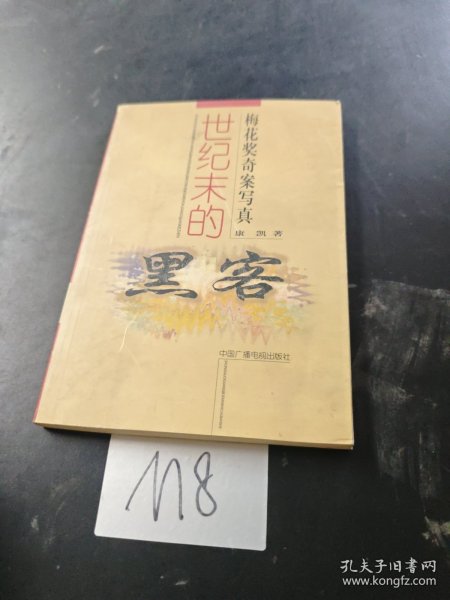 梅花奖奇案写真
世纪末的
康凯著
黑客
中国广播电视出版社
118
孔夫子旧书网
www.kongfz.com